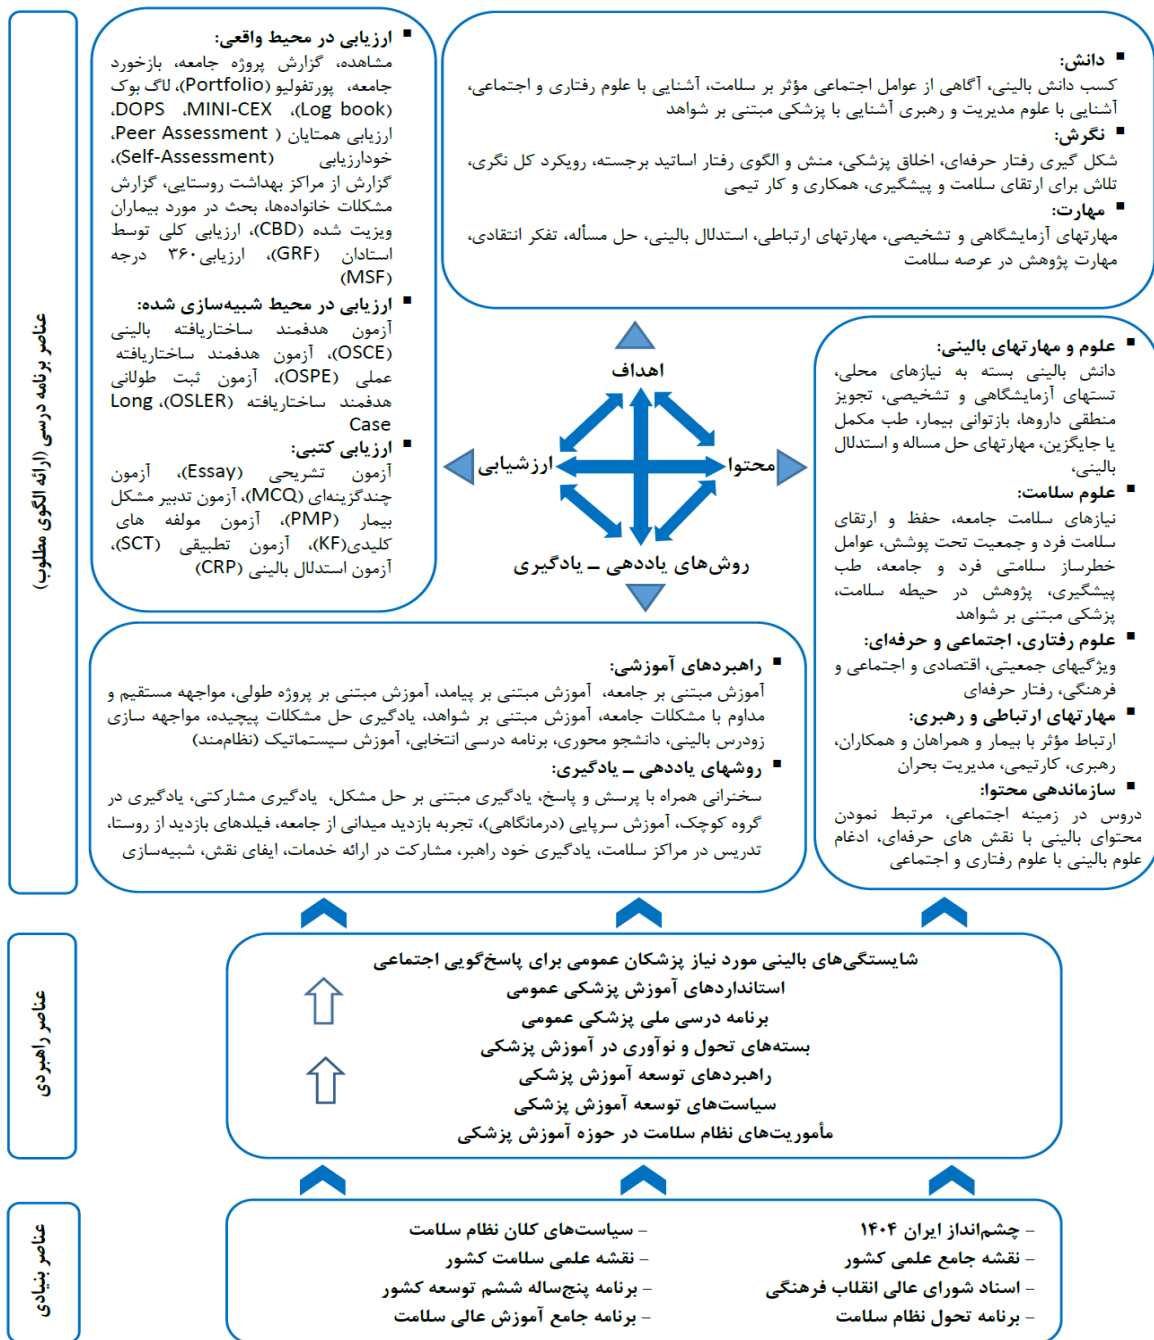 عناصر برنامه درسی (ارائه الگوی مطلوب)
▪ دانش:
کسب دانش بالینی، آگاهی از عوامل اجتماعی مؤثر بر سلامت، آشنایی با علوم رفتاری و اجتماعی،
آشنایی با علوم مدیریت و رهبری آشنایی با پزشکی مبتنی بر شواهد
▪ نگرش:
شکل گیری رفتار حرفه‌ای، اخلاق پزشکی، منش و الگوی رفتار اساتید برجسته، رویکرد کل نگری،
تلاش برای ارتقای سلامت و پیشگیری، همکاری و کار تیمی
▪ مهارت:
مهارتهای آزمایشگاهی و تشخیصی، مهارتهای ارتباطی، استدلال بالینی، حل مسأله، تفکر انتقادی،
مهارت پژوهش در عرصه سلامت
▪ ارزیابی در محیط واقعی:
مشاهده، گزارش پروژه جامعه، بازخورد
جامعه، پورتفولیو (Portfolio)، لاگ بوک
(Log book)، MINI-CEX، DOPS،
ارزیابی همتایان ( Peer Assessment،
خودارزیابی (Self-Assessment)،
گزارش از مراکز بهداشت روستایی، گزارش
مشکلات خانواده‌ها، بحث در مورد بیماران
ویزیت شده (CBD)، ارزیابی کلی توسط
استادان (GRF)، ارزیابی۳۶۰ درجه
(MSF)
▪ ارزیابی در محیط شبیه‌سازی شده:
آزمون هدفمند ساختاریافته بالینی
(OSCE)، آزمون هدفمند ساختاریافته
عملی (OSPE)، آزمون ثبت طولانی
هدفمند ساختاریافته (OSLER)، Long
Case
▪ ارزیابی کتبی:
آزمون تشریحی (Essay)، آزمون
چندگزینه‌ای (MCQ)، آزمون تدبیر مشکل
بیمار (PMP)، آزمون مولفه های
کلیدی(KF)، آزمون تطبیقی (SCT)،
آزمون استدلال بالینی (CRP)
اهداف
محتوا
ارزشیابی
روش‌های یاددهی ــ یادگیری
▪ علوم و مهارتهای بالینی:
دانش بالینی بسته به نیازهای محلی،
تستهای آزمایشگاهی و تشخیصی، تجویز
منطقی داروها، بازتوانی بیمار، طب مکمل
یا جایگزین، مهارتهای حل مساله و استدلال
بالینی،
▪ علوم سلامت:
نیازهای سلامت جامعه، حفظ و ارتقای
سلامت فرد و جمعیت تحت پوشش، عوامل
خطرساز سلامتی فرد و جامعه، طب
پیشگیری، پژوهش در حیطه سلامت،
پزشکی مبتنی بر شواهد
▪ علوم رفتاری، اجتماعی و حرفه‌ای:
ویژگیهای جمعیتی، اقتصادی و اجتماعی و
فرهنگی، رفتار حرفه‌ای
▪ مهارتهای ارتباطی و رهبری:
ارتباط مؤثر با بیمار و همراهان و همکاران،
رهبری، کارتیمی، مدیریت بحران
▪ سازماندهی محتوا:
دروس در زمینه اجتماعی، مرتبط نمودن
محتوای بالینی با نقش های حرفه‌ای، ادغام
علوم بالینی با علوم رفتاری و اجتماعی
▪ راهبردهای آموزشی:
آموزش مبتنی بر جامعه، آموزش مبتنی بر پیامد، آموزش مبتنی بر پروژه طولی، مواجهه مستقیم و
مداوم با مشکلات جامعه، آموزش مبتنی بر شواهد، یادگیری حل مشکلات پیچیده، مواجهه سازی
زودرس بالینی، دانشجو محوری، برنامه درسی انتخابی، آموزش سیستماتیک (نظام‌مند)
▪ روشهای یاددهی ــ یادگیری:
سخنرانی همراه با پرسش و پاسخ، یادگیری مبتنی بر حل مشکل، یادگیری مشارکتی، یادگیری در
گروه کوچک، آموزش سرپایی (درمانگاهی)، تجربه بازدید میدانی از جامعه، فیلدهای بازدید از روستا،
تدریس در مراکز سلامت، یادگیری خود راهبر، مشارکت در ارائه خدمات، ایفای نقش، شبیه‌سازی
عناصر راهبردی
شایستگی‌های بالینی مورد نیاز پزشکان عمومی برای پاسخ‌گویی اجتماعی
استانداردهای آموزش پزشکی عمومی
برنامه درسی ملی پزشکی عمومی
بسته‌های تحول و نوآوری در آموزش پزشکی
راهبردهای توسعه آموزش پزشکی
سیاست‌های توسعه آموزش پزشکی
مأموریت‌های نظام سلامت در حوزه آموزش پزشکی
عناصر بنیادی
– چشم‌انداز ایران ۱۴۰۴
– نقشه جامع علمی کشور
– اسناد شورای عالی انقلاب فرهنگی
– برنامه تحول نظام سلامت
– سیاست‌های کلان نظام سلامت
– نقشه علمی سلامت کشور
– برنامه پنج‌ساله ششم توسعه کشور
– برنامه جامع آموزش عالی سلامت